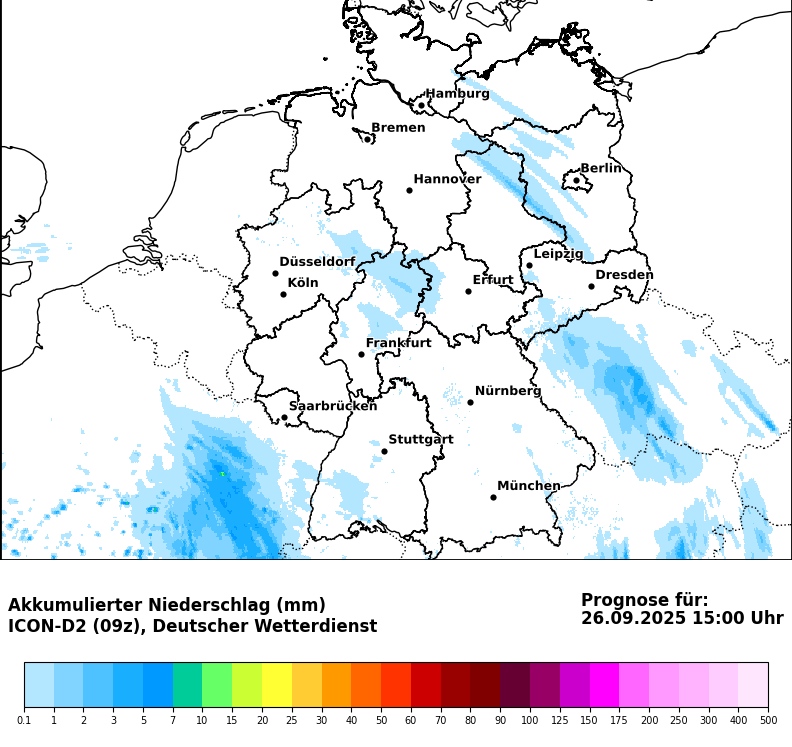 Hamburg
Bremen
Berlin
Hannover
Leipzig
Düsseldorf
Dresden
Köln
Erfurt
Frankfurt
Nürnberg
Saarbrücken
Stuttgart
München
Akkumulierter Niederschlag (mm)
ICON-D2 (09z), Deutscher Wetterdienst
Prognose für:
26.09.2025 15:00 Uhr
0.1 1 2 3 5 7 10 15 20 25 30 40 50 60 70 80 90 100 125 150 175 200 250 300 400 500